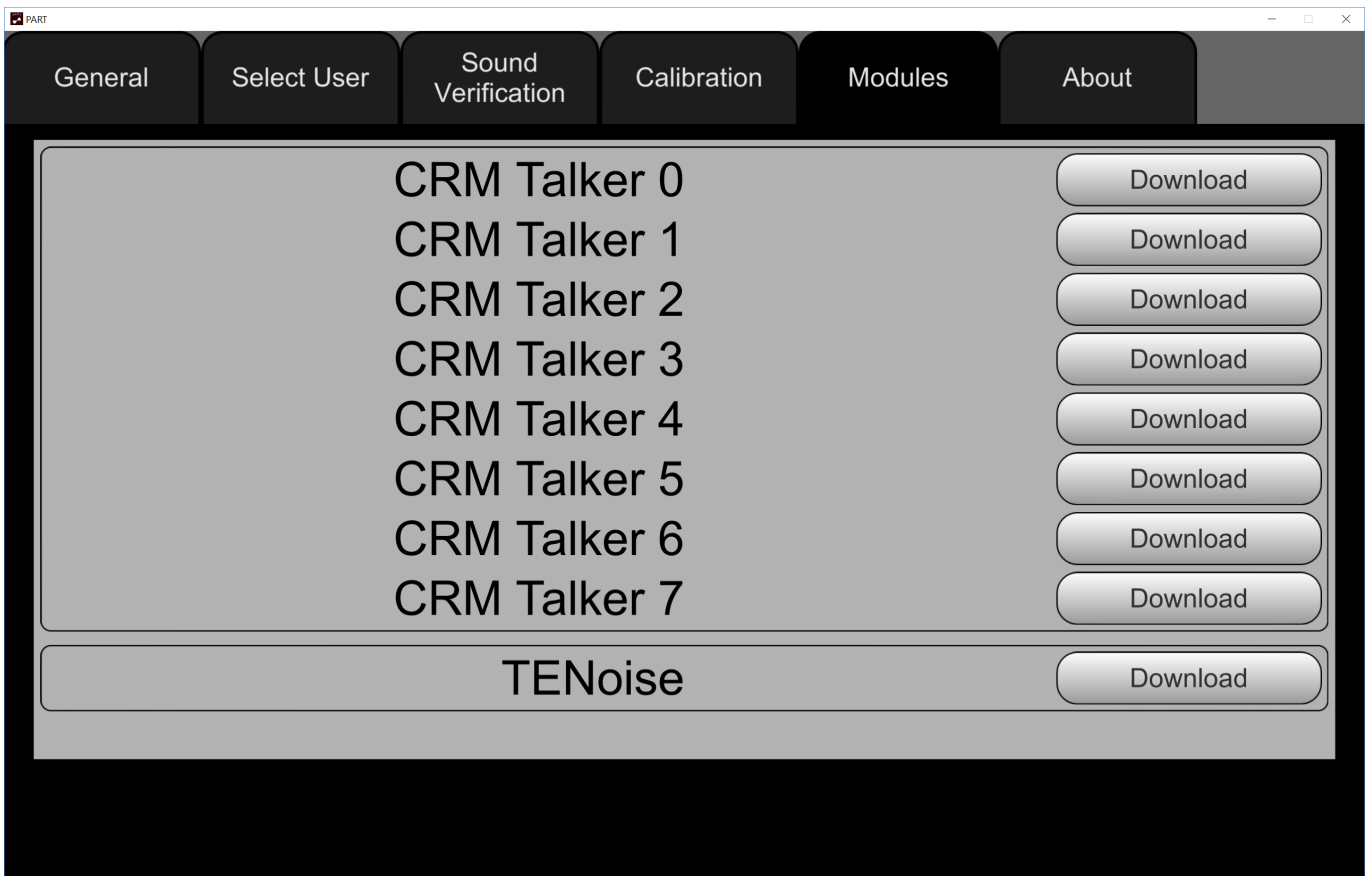 PART
General
Select User
Sound
Verification
Calibration
Modules
About
CRM Talker 0
Download
CRM Talker 1
Download
CRM Talker 2
Download
CRM Talker 3
Download
CRM Talker 4
Download
CRM Talker 5
Download
CRM Talker 6
Download
CRM Talker 7
Download
TENoise
Download